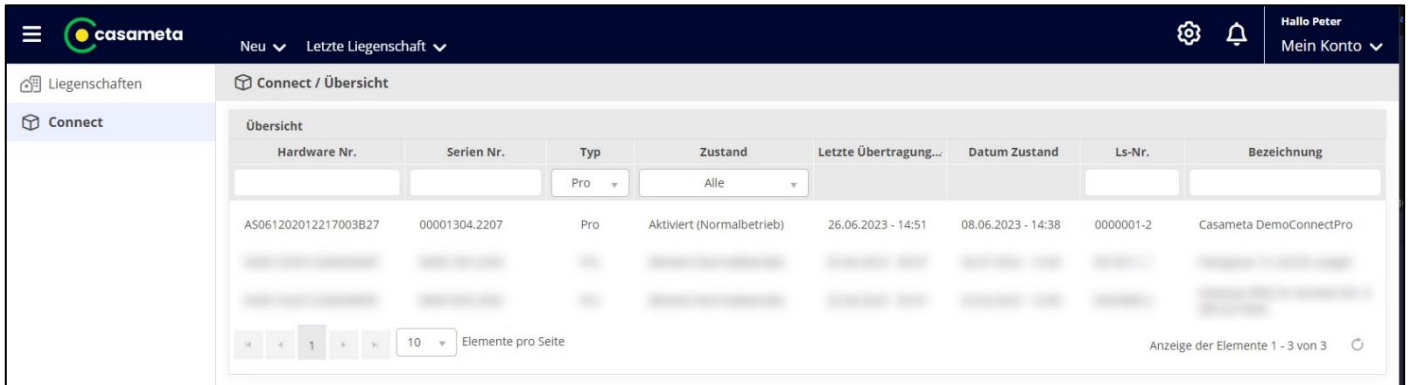 casameta
Neu Letzte Liegenschaft
Hallo Peter
Mein Konto
Liegenschaften
Connect
Connect / Übersicht
Übersicht
Hardware Nr. Serien Nr. Typ Zustand Letzte Übertragung... Datum Zustand Ls-Nr. Bezeichnung
Pro Alle
AS061202012217003B27 00001304.2207 Pro Aktiviert (Normalbetrieb) 26.06.2023 - 14:51 08.06.2023 - 14:38 0000001-2 Casameta DemoConnectPro
1 10 Elemente pro Seite Anzeige der Elemente 1 - 3 von 3